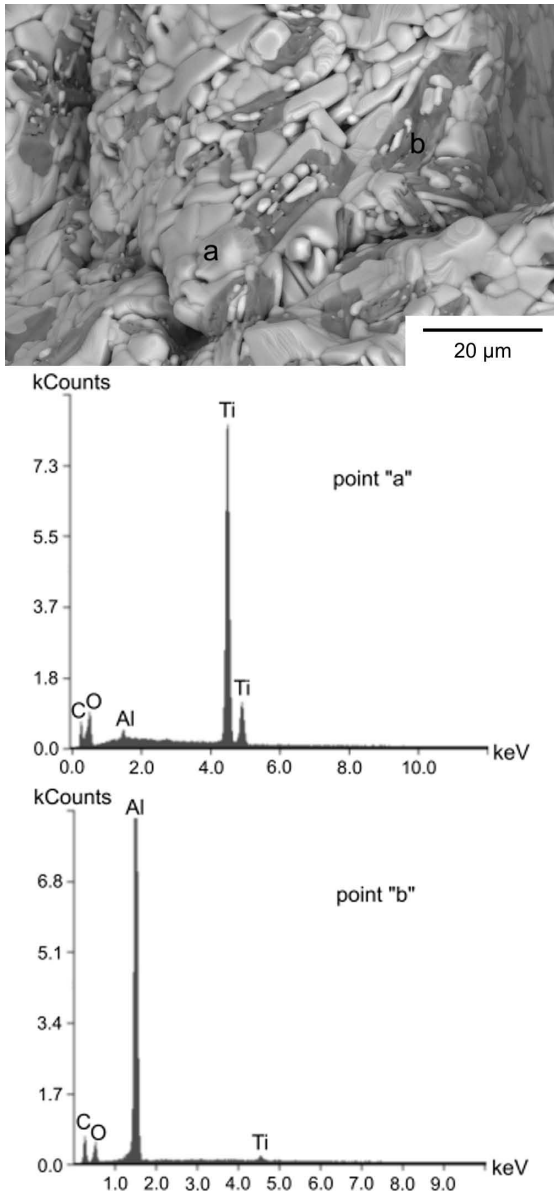 b
a
20 µm
kCounts
Ti
7.3
point "a"
5.5
3.7
1.8
Ti
C O
Al
0.0
keV
0.0 2.0 4.0 6.0 8.0 10.0
kCounts
Al
6.8
point "b"
5.1
3.4
1.7
C O
Ti
0.0
keV
1.0 2.0 3.0 4.0 5.0 6.0 7.0 8.0 9.0